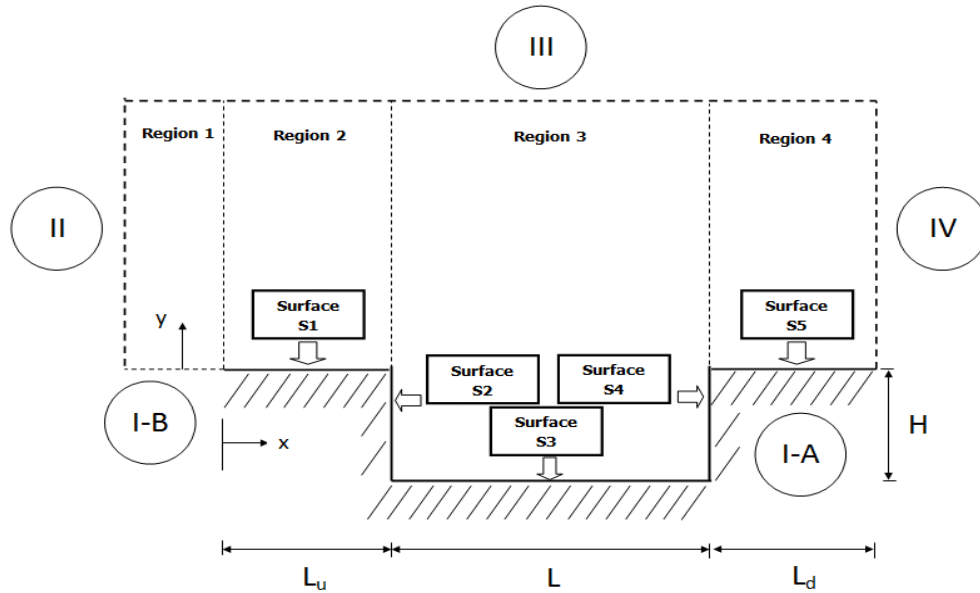 III
Region 1
Region 2
Region 3
Region 4
II
IV
Surface
S1
Surface
S5
y
Surface
S2
Surface
S4
Surface
S3
I-B
x
I-A
H
Lu
L
Ld